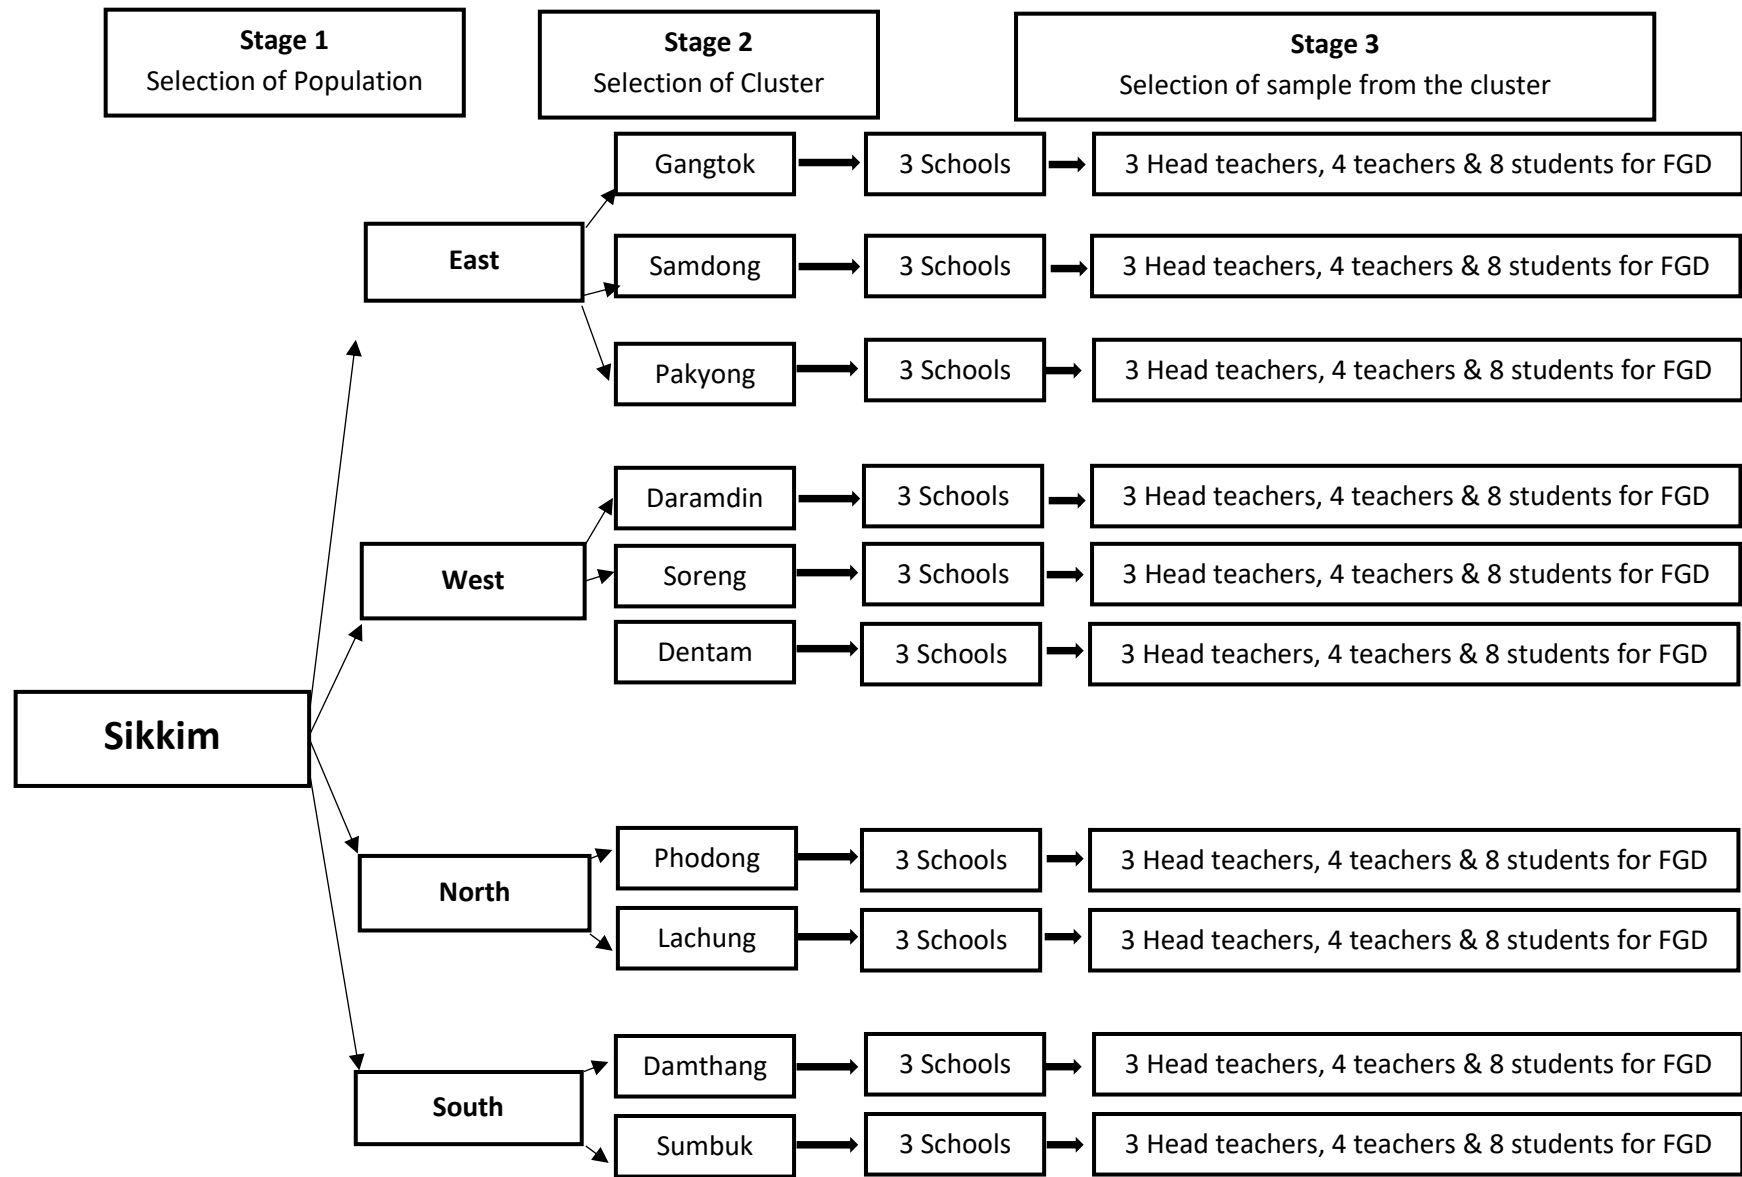 Stage 1
Selection of Population
Stage 2
Selection of Cluster
Stage 3
Selection of sample from the cluster
Gangtok
3 Schools
3 Head teachers, 4 teachers & 8 students for FGD
East
Samdong
3 Schools
3 Head teachers, 4 teachers & 8 students for FGD
Pakyong
3 Schools
3 Head teachers, 4 teachers & 8 students for FGD
Daramdin
3 Schools
3 Head teachers, 4 teachers & 8 students for FGD
West
Soreng
3 Schools
3 Head teachers, 4 teachers & 8 students for FGD
Dentam
3 Schools
3 Head teachers, 4 teachers & 8 students for FGD
Sikkim
Phodong
3 Schools
3 Head teachers, 4 teachers & 8 students for FGD
North
Lachung
3 Schools
3 Head teachers, 4 teachers & 8 students for FGD
Damthang
3 Schools
3 Head teachers, 4 teachers & 8 students for FGD
South
Sumbuk
3 Schools
3 Head teachers, 4 teachers & 8 students for FGD